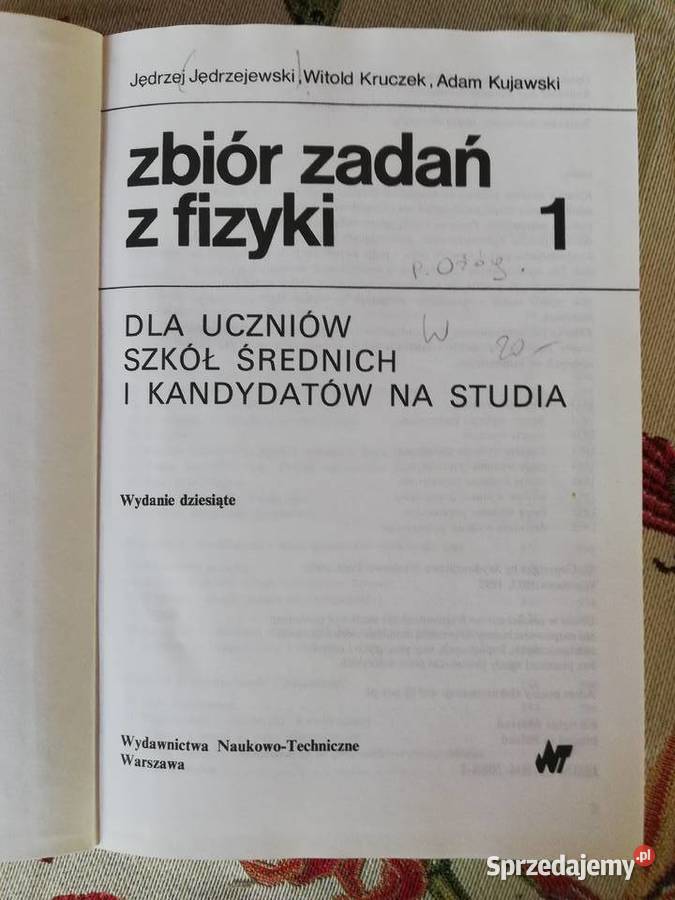 Jędrzej Jędrzejewski, Witold Kruczek, Adam Kujawski
zbiór zadań
z fizyki 1
DLA UCZNIÓW
SZKÓŁ ŚREDNICH
I KANDYDATÓW NA STUDIA
W 20-
Wydanie dziesiąte
Wydawnictwa Naukowo-Techniczne
Warszawa
WNT
Sprzedajemy.pl